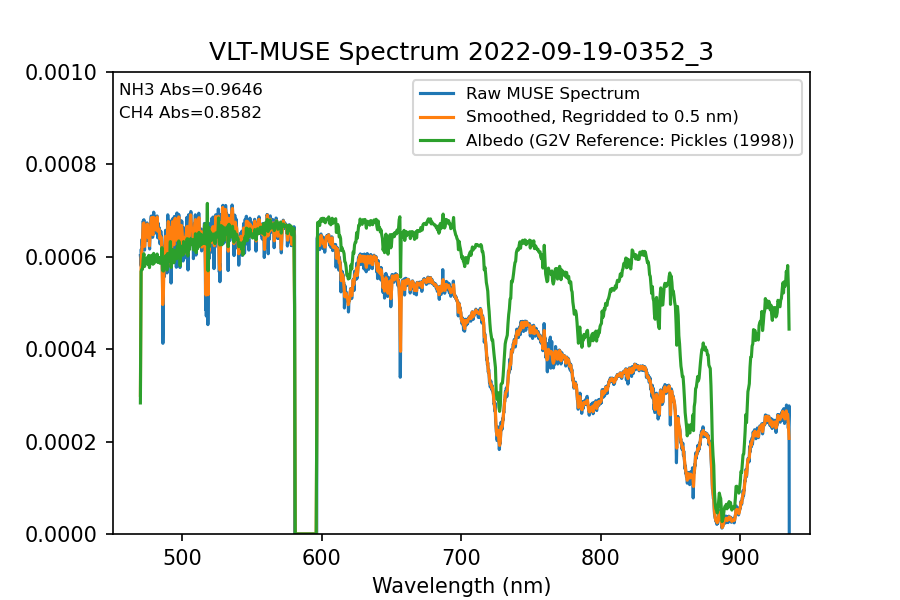 VLT-MUSE Spectrum 2022-09-19-0352_3
0.0010
0.0008
0.0006
0.0004
0.0002
0.0000
NH3 Abs=0.9646
CH4 Abs=0.8582
Raw MUSE Spectrum
Smoothed, Regridded to 0.5 nm)
Albedo (G2V Reference: Pickles (1998))
500 600 700 800 900
Wavelength (nm)